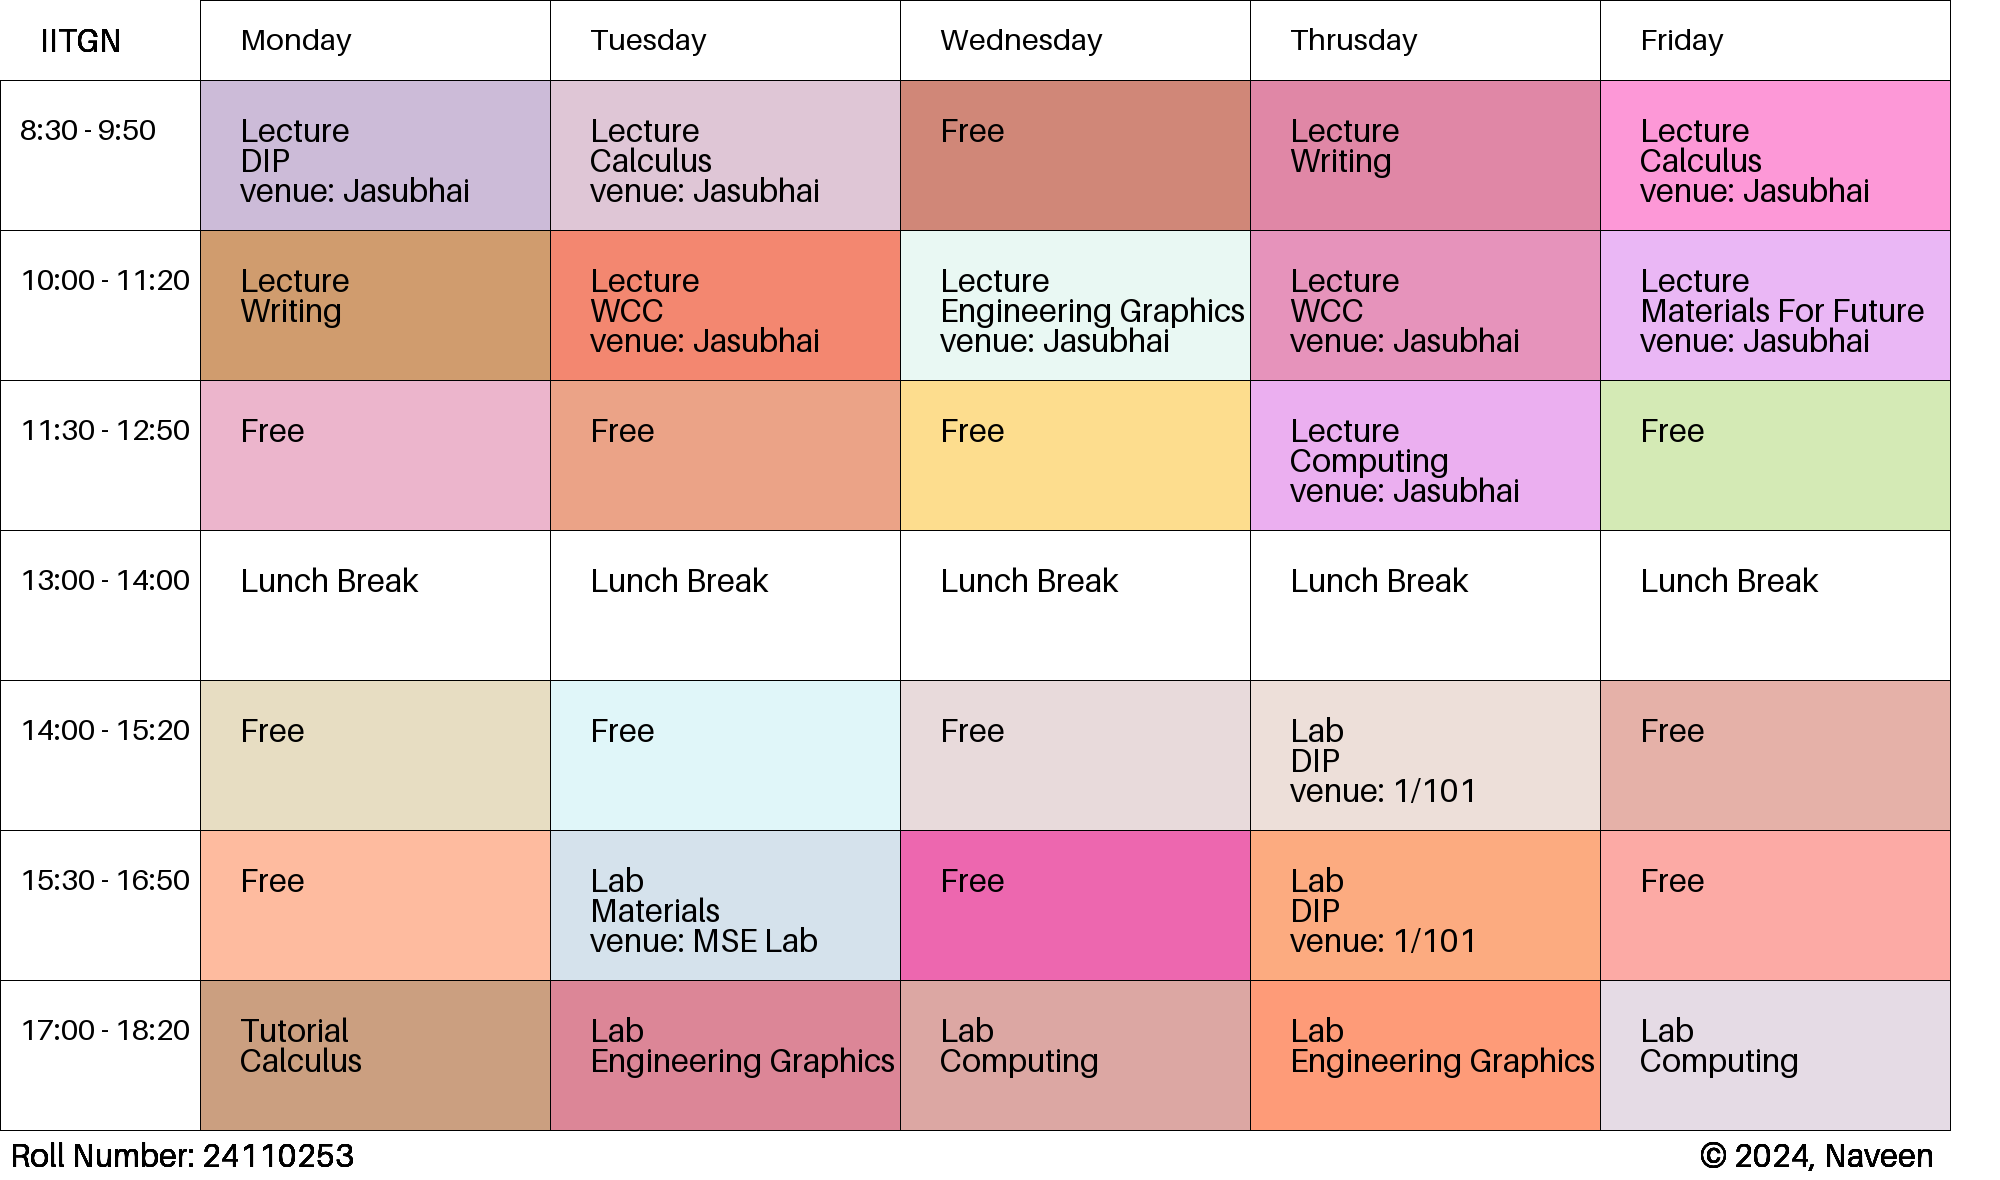 IITGN Monday Tuesday Wednesday Thrusday Friday
8:30 - 9:50
Lecture
DIP
venue: Jasubhai
Lecture
Calculus
venue: Jasubhai
Free
Lecture
Writing
Lecture
Calculus
venue: Jasubhai
10:00 - 11:20
Lecture
Writing
Lecture
WCC
venue: Jasubhai
Lecture
Engineering Graphics
venue: Jasubhai
Lecture
WCC
venue: Jasubhai
Lecture
Materials For Future
venue: Jasubhai
11:30 - 12:50
Free
Free
Free
Lecture
Computing
venue: Jasubhai
Free
13:00 - 14:00
Lunch Break
Lunch Break
Lunch Break
Lunch Break
Lunch Break
14:00 - 15:20
Free
Free
Free
Lab
DIP
venue: 1/101
Free
15:30 - 16:50
Free
Lab
Materials
venue: MSE Lab
Free
Lab
DIP
venue: 1/101
Free
17:00 - 18:20
Tutorial
Calculus
Lab
Engineering Graphics
Lab
Computing
Lab
Engineering Graphics
Lab
Computing
Roll Number: 24110253
© 2024, Naveen